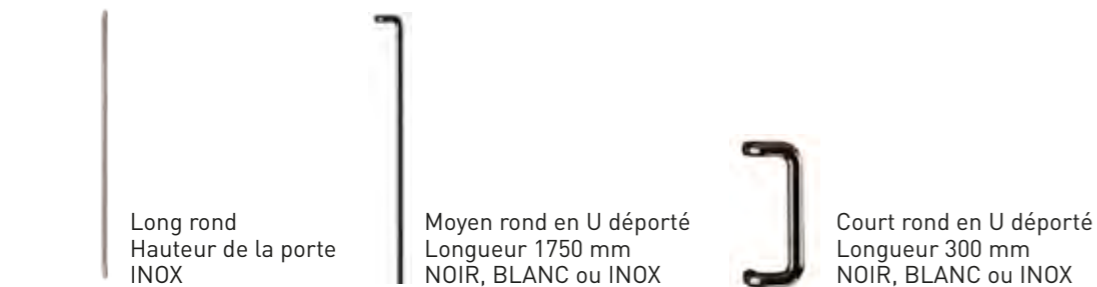 Long rond
Hauteur de la porte
INOX
Moyen rond en U déporté
Longueur 1750 mm
NOIR, BLANC ou INOX
Court rond en U déporté
Longueur 300 mm
NOIR, BLANC ou INOX